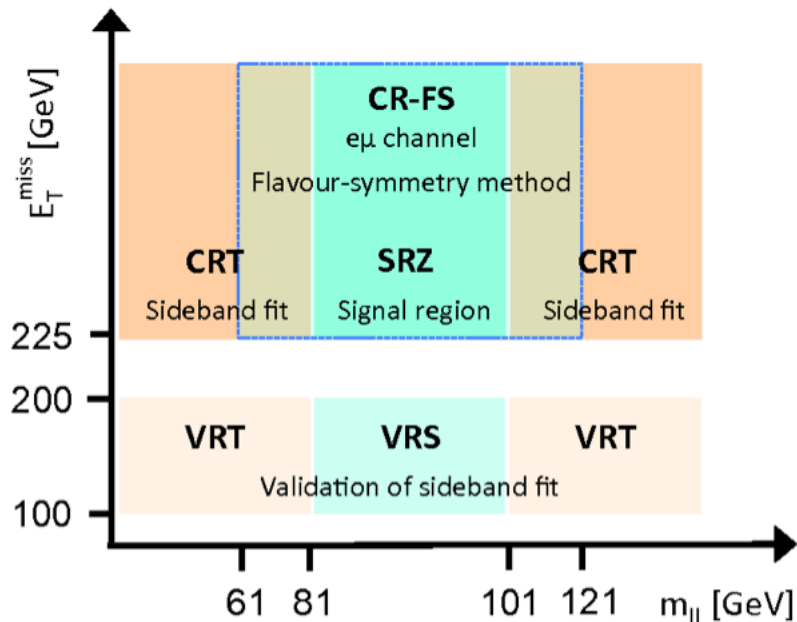 E_T^miss [GeV]
CR-FS
eμ channel
Flavour-symmetry method
CRT
SRZ
CRT
Sideband fit
Signal region
Sideband fit
225
200
VRT
VRS
VRT
Validation of sideband fit
100
61
81
101
121
m_ll [GeV]